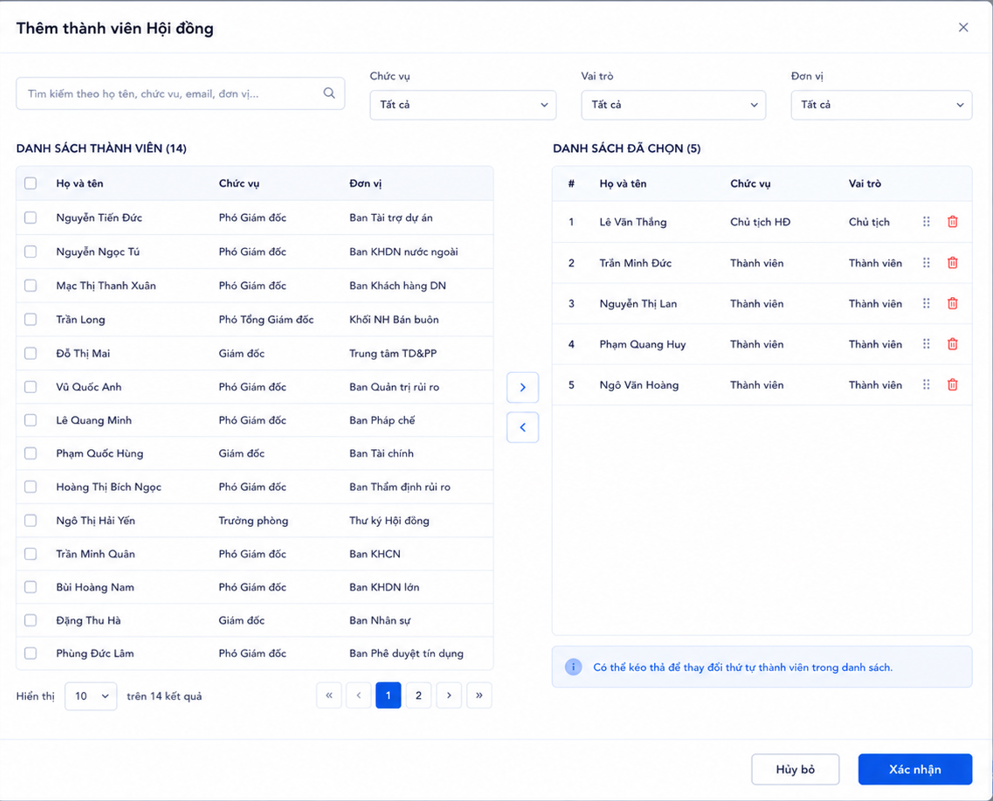 Thêm thành viên Hội đồng
Tìm kiếm theo họ tên, chức vu, email, đơn vị...
Chức vụ
Tất cả
Vai trò
Tất cả
Đơn vị
Tất cả
DANH SÁCH THÀNH VIÊN (14)
Họ và tên Chức vụ Đơn vị
Nguyễn Tiến Đức Phó Giám đốc Ban Tài trợ dự án
Nguyễn Ngọc Tú Phó Giám đốc Ban KHDN nước ngoài
Mạc Thị Thanh Xuân Phó Giám đốc Ban Khách hàng DN
Trần Long Phó Tổng Giám đốc Khối NH Bán buôn
Đỗ Thị Mai Giám đốc Trung tâm TD&PP
Vũ Quốc Anh Phó Giám đốc Ban Quản trị rủi ro
Lê Quang Minh Phó Giám đốc Ban Pháp chế
Phạm Quốc Hùng Giám đốc Ban Tài chính
Hoàng Thị Bích Ngọc Phó Giám đốc Ban Thẩm định rủi ro
Ngô Thị Hải Yến Trưởng phòng Thư ký Hội đồng
Trần Minh Quân Phó Giám đốc Ban KHCN
Bùi Hoàng Nam Phó Giám đốc Ban KHDN lớn
Đặng Thu Hà Giám đốc Ban Nhân sự
Phùng Đức Lâm Phó Giám đốc Ban Phê duyệt tín dụng
Hiển thị 10 trên 14 kết quả
« ‹ 1 2 › »
DANH SÁCH ĐÃ CHỌN (5)
# Họ và tên Chức vụ Vai trò
1 Lê Văn Thắng Chủ tịch HĐ Chủ tịch
2 Trần Minh Đức Thành viên Thành viên
3 Nguyễn Thị Lan Thành viên Thành viên
4 Phạm Quang Huy Thành viên Thành viên
5 Ngô Văn Hoàng Thành viên Thành viên
Có thể kéo thả để thay đổi thứ tự thành viên trong danh sách.
Hủy bỏ
Xác nhận